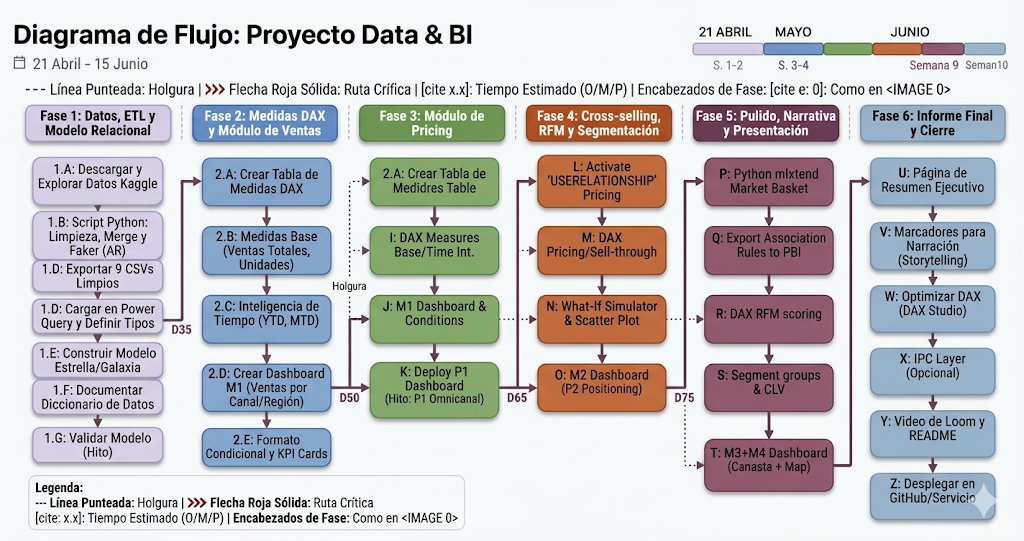 Diagrama de Flujo: Proyecto Data & BI
21 Abril - 15 Junio
21 ABRIL MAYO JUNIO
S. 1-2 S. 3-4 Semana 9 Seman10
--- Línea Punteada: Holgura | >>> Flecha Roja Sólida: Ruta Crítica | [cite x.x]: Tiempo Estimado (O/M/P) | Encabezados de Fase: [cite e: 0]: Como en <IMAGE 0>
Fase 1: Datos, ETL y
Modelo Relacional
1.A: Descargar y
Explorar Datos Kaggle
1.B: Script Python:
Limpieza, Merge y
Faker (AR)
1.D: Exportar 9 CSVs
Limpios
1.D: Cargar en Power
Query y Definir Tipos
1.E: Construir Modelo
Estrella/Galaxia
1.F: Documentar
Diccionario de Datos
1.G: Validar Modelo
(Hito)
D35
Fase 2: Medidas DAX
y Módulo de Ventas
2.A: Crear Tabla de
Medidas DAX
2.B: Medidas Base
(Ventas Totales,
Unidades)
2.C: Inteligencia de
Tiempo (YTD, MTD)
2.D: Crear Dashboard
M1 (Ventas por
Canal/Región)
2.E: Formato
Condicional y KPI Cards
Holgura
D50
Fase 3: Módulo de
Pricing
2.A: Crear Tabla de
Medidres Table
I: DAX Measures
Base/Time Int.
J: M1 Dashboard &
Conditions
K: Deploy P1
Dashboard
(Hito: P1 Omnicanal)
D65
Fase 4: Cross-selling,
RFM y Segmentación
L: Activate
'USERELATIONSHIP'
Pricing
M: DAX
Pricing/Sell-through
N: What-If Simulator
& Scatter Plot
O: M2 Dashboard
(P2 Positioning)
D75
Fase 5: Pulido, Narrativa
y Presentación
P: Python mlxtend
Market Basket
Q: Export Association
Rules to PBI
R: DAX RFM scoring
S: Segment groups
& CLV
T: M3+M4 Dashboard
(Canasta + Map)
Fase 6: Informe Final
y Cierre
U: Página de
Resumen Ejecutivo
V: Marcadores para
Narración
(Storytelling)
W: Optimizar DAX
(DAX Studio)
X: IPC Layer
(Opcional)
Y: Video de Loom y
README
Z: Desplegar en
GitHub/Servicio
Legenda:
--- Línea Punteada: Holgura | >>> Flecha Roja Sólida: Ruta Crítica
[cite: x.x]: Tiempo Estimado (O/M/P) | Encabezados de Fase: Como en <IMAGE 0>